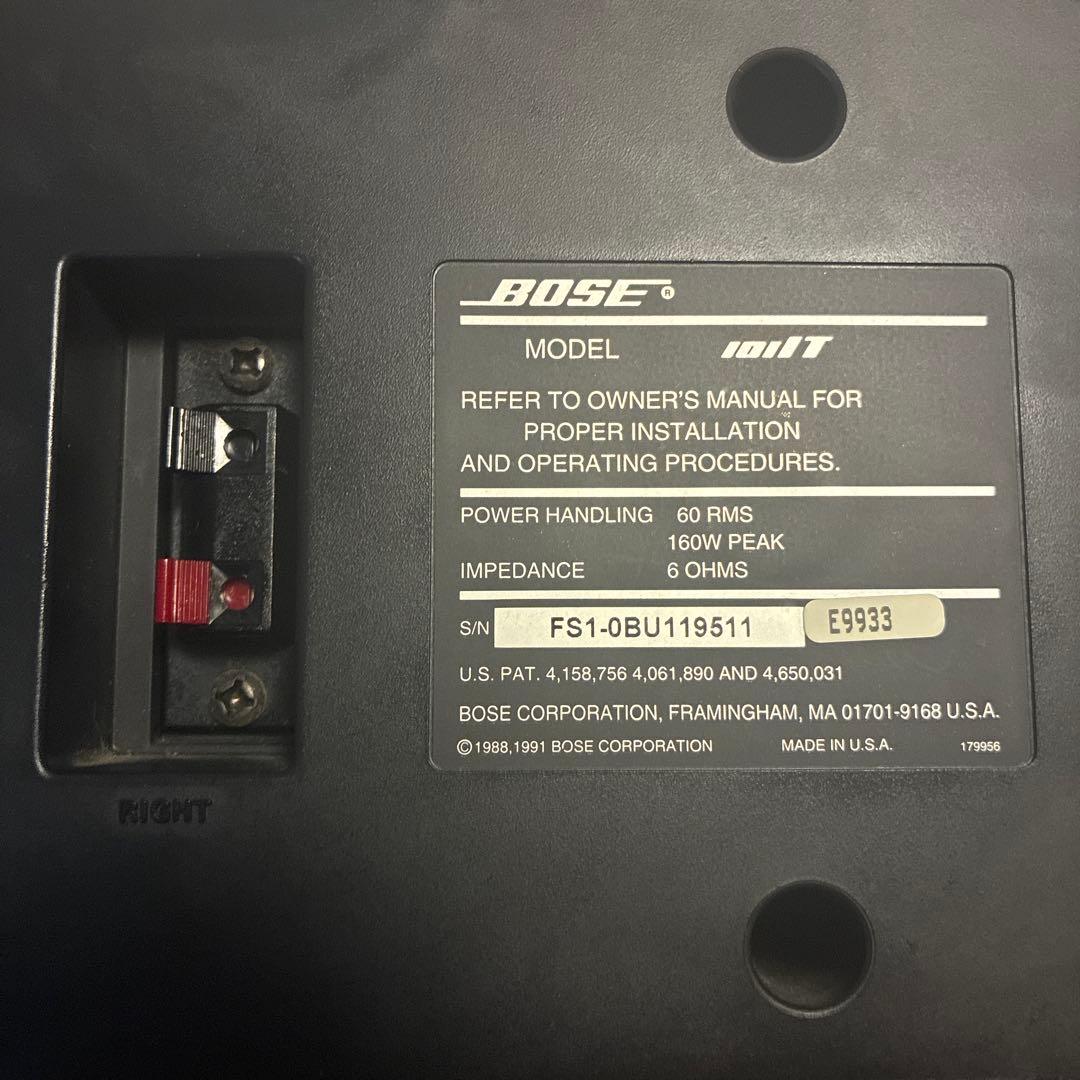 BOSE ®
MODEL 101IT
REFER TO OWNER'S MANUAL FOR
PROPER INSTALLATION
AND OPERATING PROCEDURES.
POWER HANDLING 60 RMS
160W PEAK
IMPEDANCE 6 OHMS
S/N FS1-0BU119511 E9933
U.S. PAT. 4,158,756 4,061,890 AND 4,650,031
BOSE CORPORATION, FRAMINGHAM, MA 01701-9168 U.S.A.
©1988,1991 BOSE CORPORATION MADE IN U.S.A. 179956
RIGHT